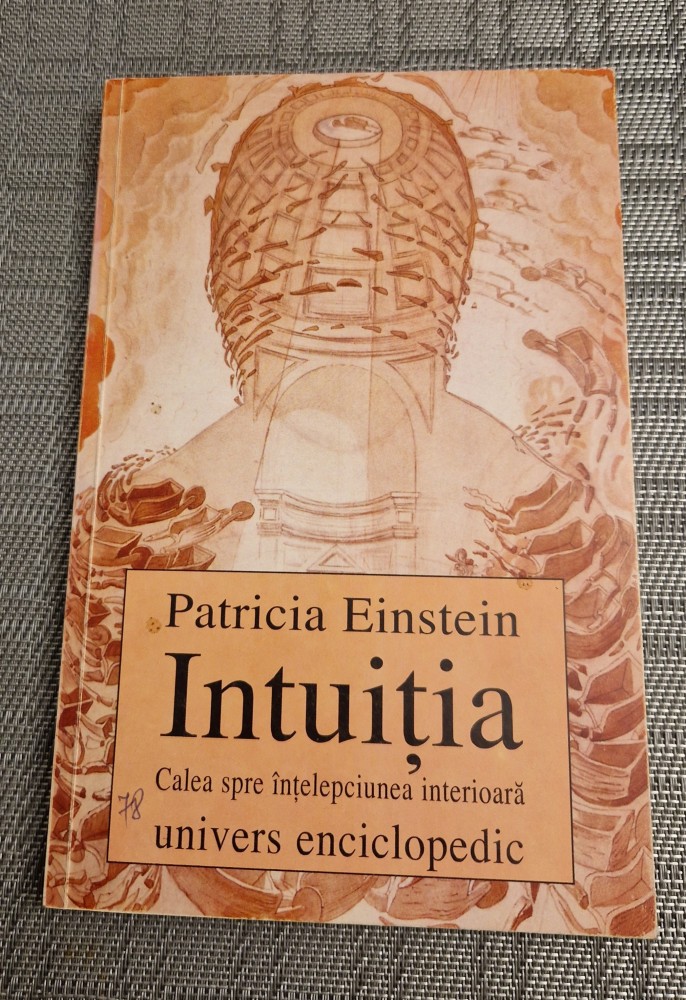 Patricia Einstein
Intuiția
Calea spre înțelepciunea interioară
78
univers enciclopedic